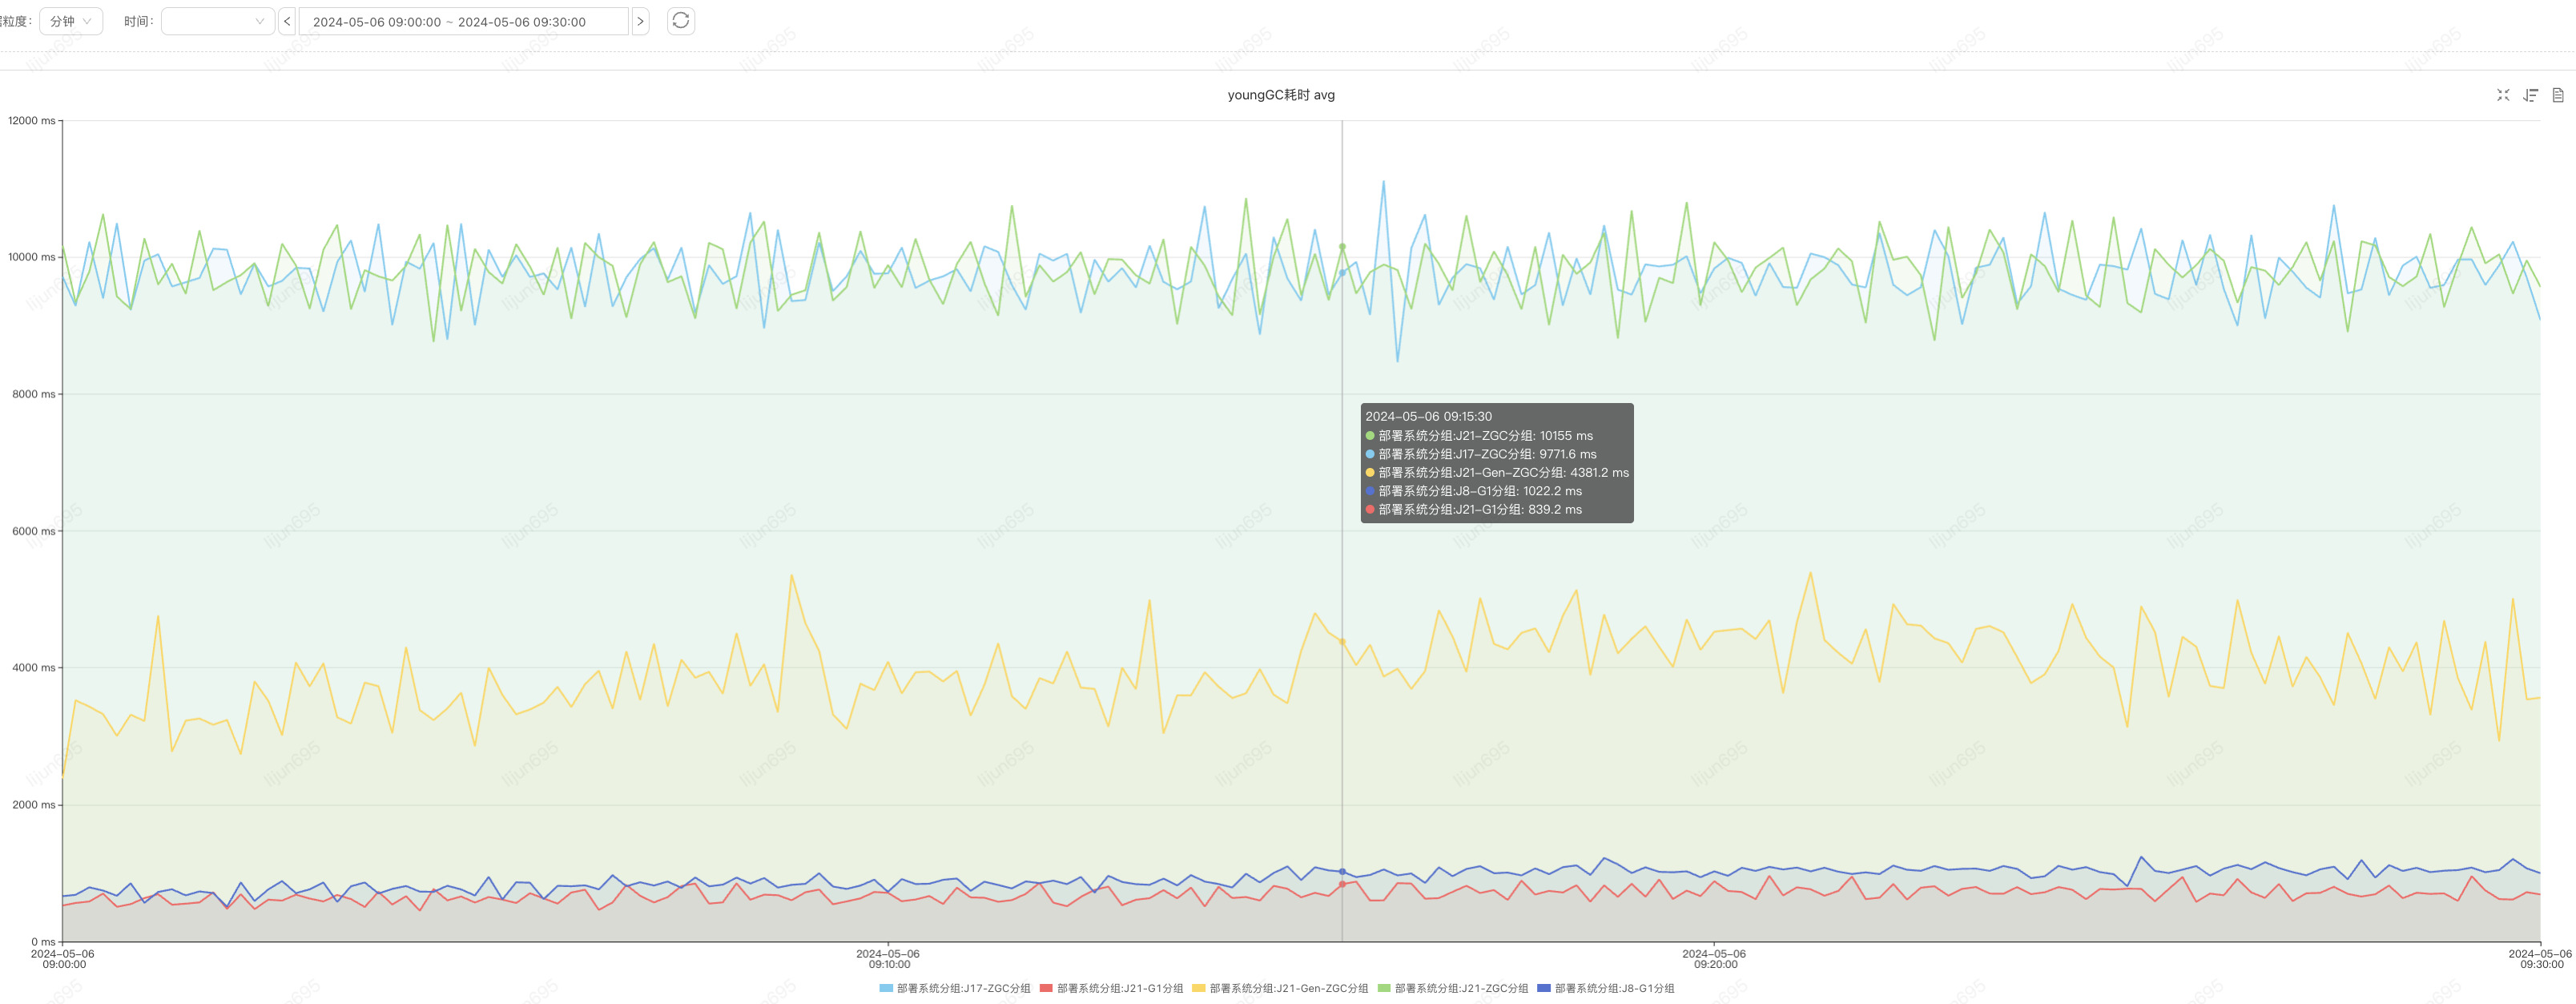 粒度： 分钟 时间： 2024-05-06 09:00:00 ~ 2024-05-06 09:30:00
youngGC耗时 avg
12000 ms
10000 ms
8000 ms
6000 ms
4000 ms
2000 ms
0 ms
2024-05-06 09:15:30
部署系统分组:J21-ZGC分组: 10155 ms
部署系统分组:J17-ZGC分组: 9771.6 ms
部署系统分组:J21-Gen-ZGC分组: 4381.2 ms
部署系统分组:J8-G1分组: 1022.2 ms
部署系统分组:J21-G1分组: 839.2 ms
2024-05-06 09:00:00
2024-05-06 09:10:00
2024-05-06 09:20:00
2024-05-06 09:30:00
部署系统分组:J17-ZGC分组 部署系统分组:J21-G1分组 部署系统分组:J21-Gen-ZGC分组 部署系统分组:J21-ZGC分组 部署系统分组:J8-G1分组
lijun695